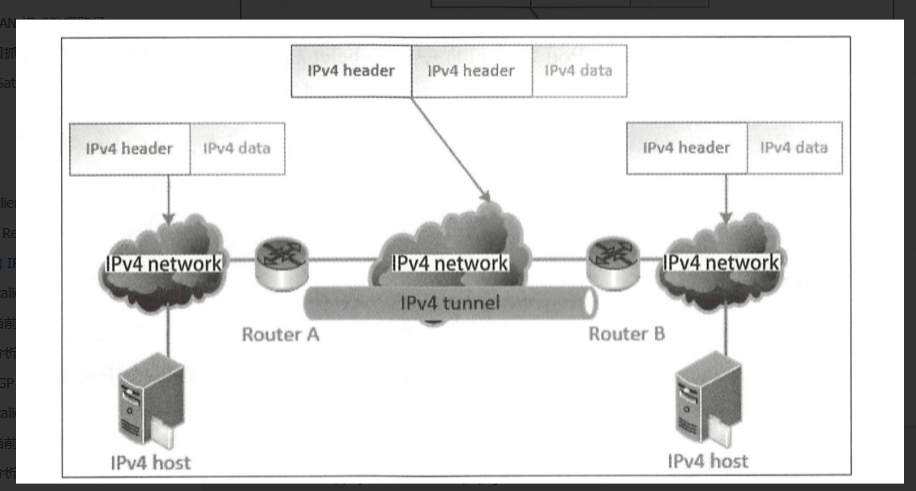 IPv4 header IPv4 header IPv4 data
IPv4 header IPv4 data
IPv4 header IPv4 data
IPv4 network
IPv4 network
IPv4 network
IPv4 tunnel
Router A
Router B
IPv4 host
IPv4 host